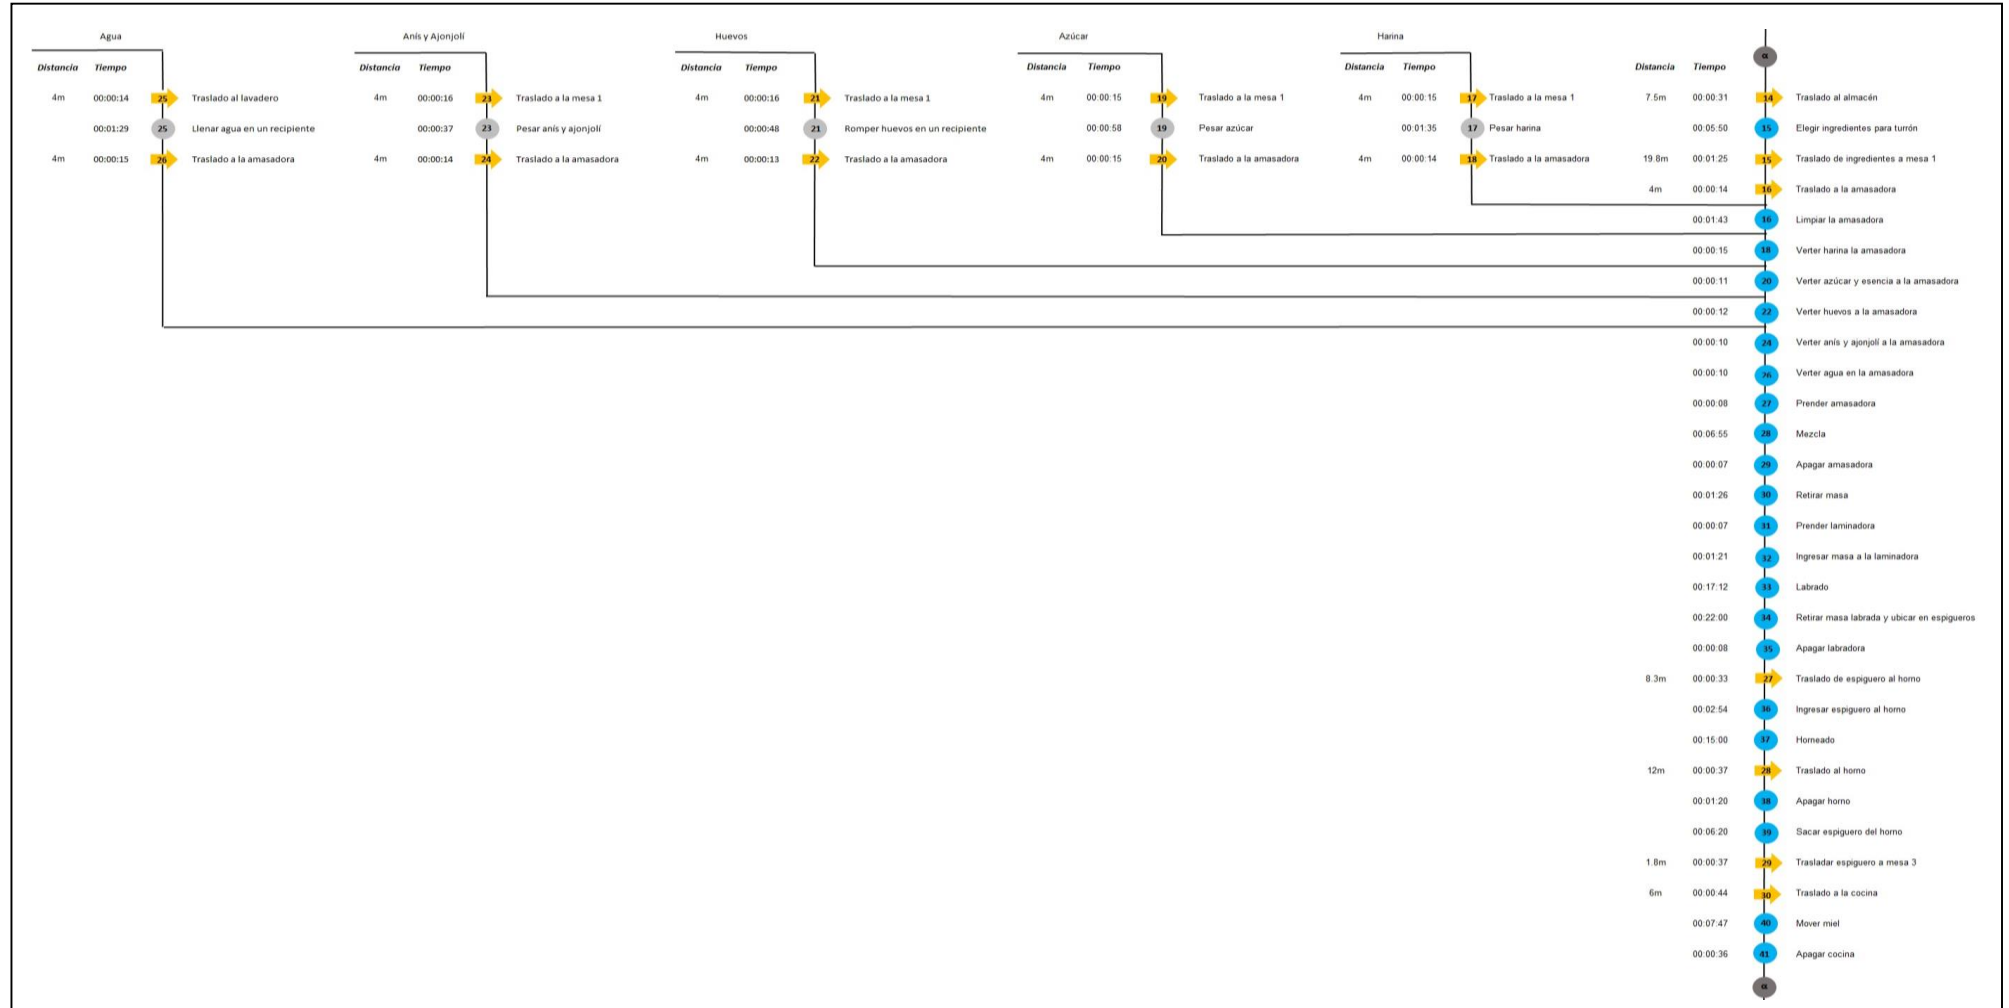 Agua Anís y Ajonjolí Huevos Azúcar Harina α
Distancia Tiempo Distancia Tiempo Distancia Tiempo Distancia Tiempo Distancia Tiempo Distancia Tiempo
4m 00:00:14 25 Traslado al lavadero 4m 00:00:16 23 Traslado a la mesa 1 4m 00:00:16 21 Traslado a la mesa 1 4m 00:00:15 19 Traslado a la mesa 1 4m 00:00:15 17 Traslado a la mesa 1 7.5m 00:00:31 14 Traslado al almacén
00:01:29 25 Llenar agua en un recipiente 00:00:37 23 Pesar anís y ajonjolí 00:00:48 21 Romper huevos en un recipiente 00:00:58 19 Pesar azúcar 00:01:35 17 Pesar harina 00:05:50 15 Elegir ingredientes para turrón
4m 00:00:15 26 Traslado a la amasadora 4m 00:00:14 24 Traslado a la amasadora 4m 00:00:13 22 Traslado a la amasadora 4m 00:00:15 20 Traslado a la amasadora 4m 00:00:14 18 Traslado a la amasadora 19.8m 00:01:25 15 Traslado de ingredientes a mesa 1
4m 00:00:14 16 Traslado a la amasadora
00:01:43 16 Limpiar la amasadora
00:00:15 18 Verter harina la amasadora
00:00:11 20 Verter azúcar y esencia a la amasadora
00:00:12 22 Verter huevos a la amasadora
00:00:10 24 Verter anís y ajonjolí a la amasadora
00:00:10 26 Verter agua en la amasadora
00:00:08 27 Prender amasadora
00:06:55 28 Mezcla
00:00:07 29 Apagar amasadora
00:01:26 30 Retirar masa
00:00:07 31 Prender laminadora
00:01:21 32 Ingresar masa a la laminadora
00:17:12 33 Labrado
00:22:00 34 Retirar masa labrada y ubicar en espigueros
00:00:08 35 Apagar labradora
8.3m 00:00:33 27 Traslado de espiguero al horno
00:02:54 36 Ingresar espiguero al horno
00:15:00 37 Horneado
12m 00:00:37 28 Traslado al horno
00:01:20 38 Apagar horno
00:06:20 39 Sacar espiguero del horno
1.8m 00:00:37 29 Trasladar espiguero a mesa 3
6m 00:00:44 30 Traslado a la cocina
00:07:47 40 Mover miel
00:00:36 41 Apagar cocina
α